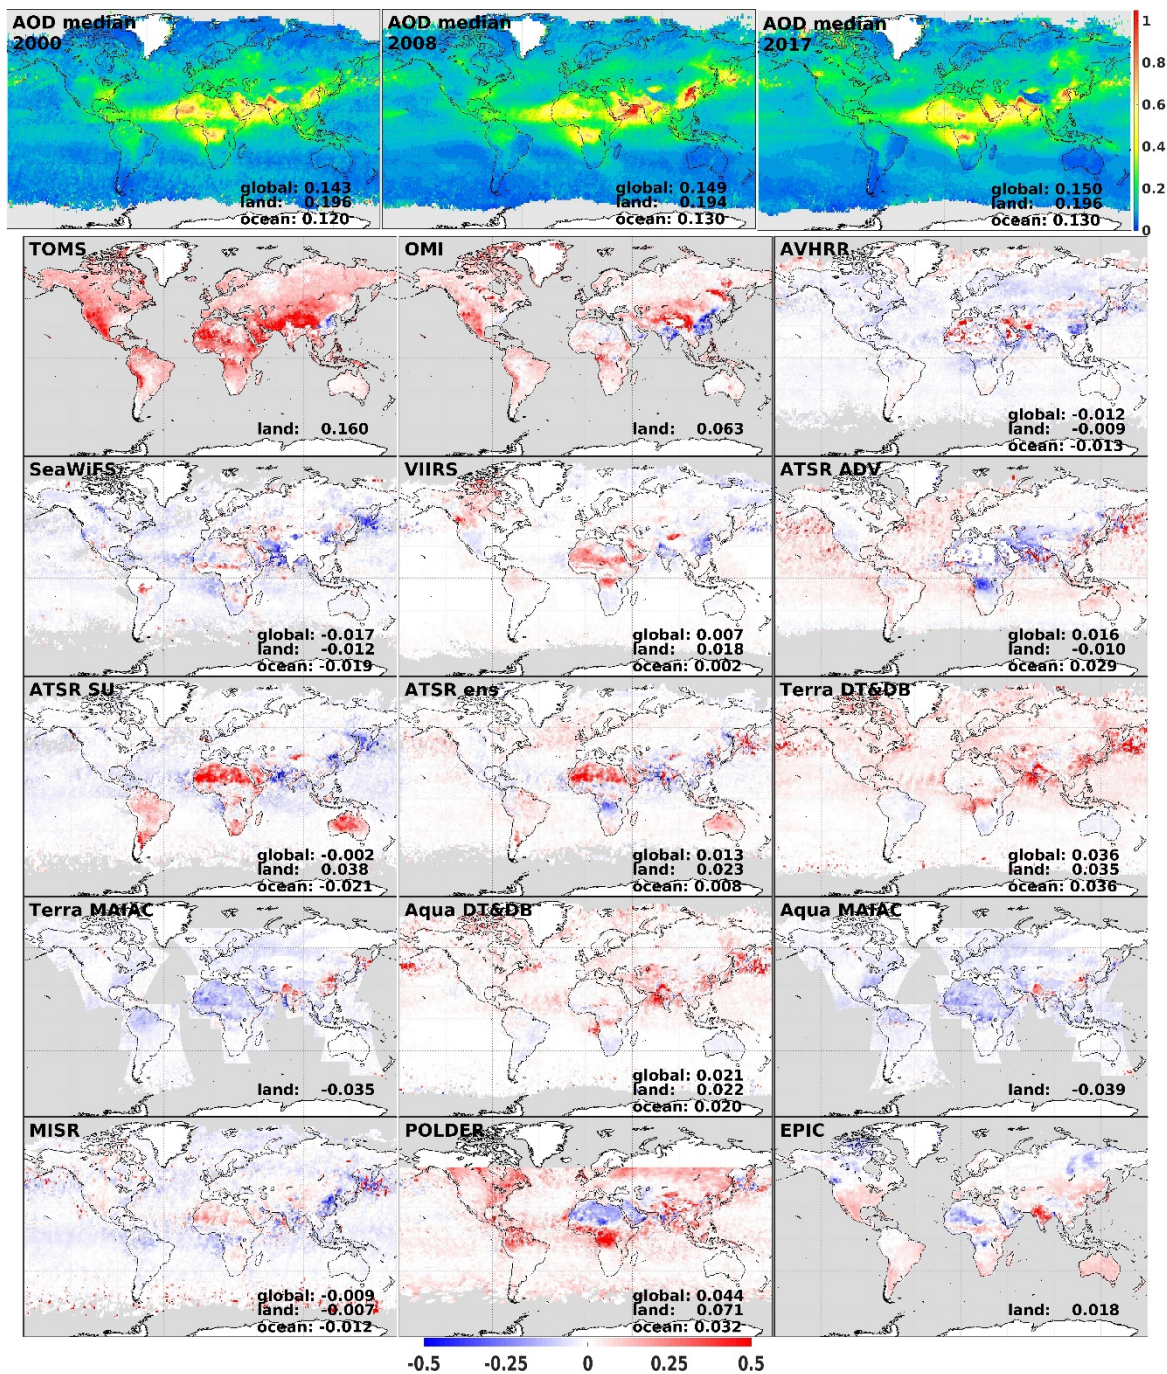 AOD median
2000
global: 0.143
land: 0.196
ocean: 0.120
AOD median
2008
global: 0.149
land: 0.194
ocean: 0.130
AOD median
2017
global: 0.150
land: 0.196
ocean: 0.130
1
0.8
0.6
0.4
0.2
0
TOMS
land: 0.160
OMI
land: 0.063
AVHRR
global: -0.012
land: -0.009
ocean: -0.013
SeaWiFS
global: -0.017
land: -0.012
ocean: -0.019
VIIRS
global: 0.007
land: 0.018
ocean: 0.002
ATSR ADV
global: 0.016
land: -0.010
ocean: 0.029
ATSR SU
global: -0.002
land: 0.038
ocean: -0.021
ATSR ens
global: 0.013
land: 0.023
ocean: 0.008
Terra DT&DB
global: 0.036
land: 0.035
ocean: 0.036
Terra MAIAC
land: -0.035
Aqua DT&DB
global: 0.021
land: 0.022
ocean: 0.020
Aqua MAIAC
land: -0.039
MISR
global: -0.009
land: -0.007
ocean: -0.012
POLDER
global: 0.044
land: 0.071
ocean: 0.032
EPIC
land: 0.018
-0.5 -0.25 0 0.25 0.5